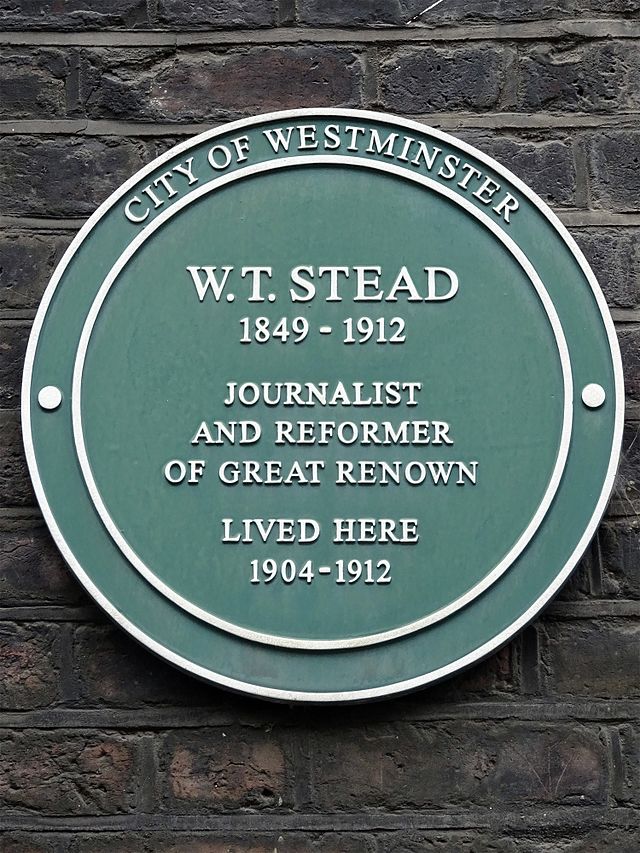 CITY OF WESTMINSTER
W.T. STEAD
1849 - 1912
JOURNALIST
AND REFORMER
OF GREAT RENOWN
LIVED HERE
1904-1912